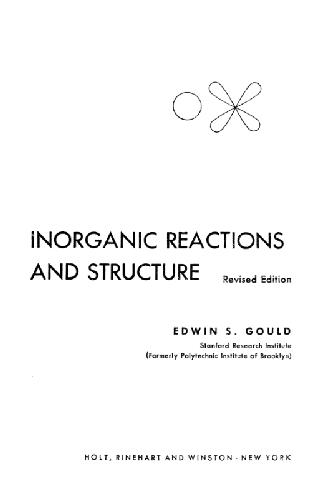 INORGANIC REACTIONS
AND STRUCTURE Revised Edition
EDWIN S. GOULD
Stanford Research Institute
(Formerly Polytechnic Institute of Brooklyn)
HOLT, RINEHART AND WINSTON · NEW YORK